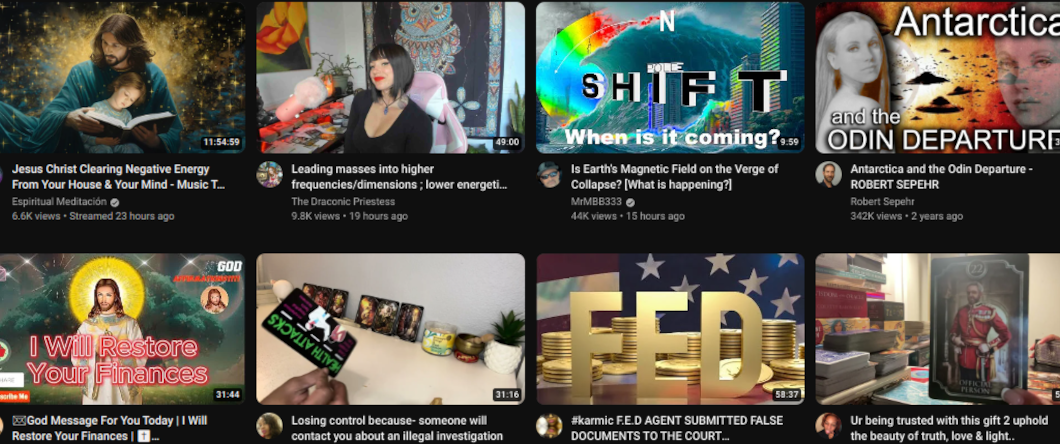 N
POLE
SHIFT
When is it coming?
Antarctica
and the
ODIN DEPARTURE
11:54:59
49:00
9:59
Jesus Christ Clearing Negative Energy
From Your House & Your Mind - Music T...
Espiritual Meditación
6.6K views • Streamed 23 hours ago
Leading masses into higher
frequencies/dimensions ; lower energeti...
The Draconic Priestess
9.8K views • 19 hours ago
Is Earth's Magnetic Field on the Verge of
Collapse? [What is happening?]
MrMBB333
44K views • 15 hours ago
Antarctica and the Odin Departure -
ROBERT SEPEHR
Robert Sepehr
342K views • 2 years ago
GOD
I Will Restore
Your Finances
31:44
HEALTH ATTACKS
31:16
FED
58:37
22
OFFICIAL
PERSON
God Message For You Today | I Will
Restore Your Finances | ...
Losing control because- someone will
contact you about an illegal investigation
#karmic F.E.D AGENT SUBMITTED FALSE
DOCUMENTS TO THE COURT...
Ur being trusted with this gift 2 uphold
the beauty of truth, love & light..